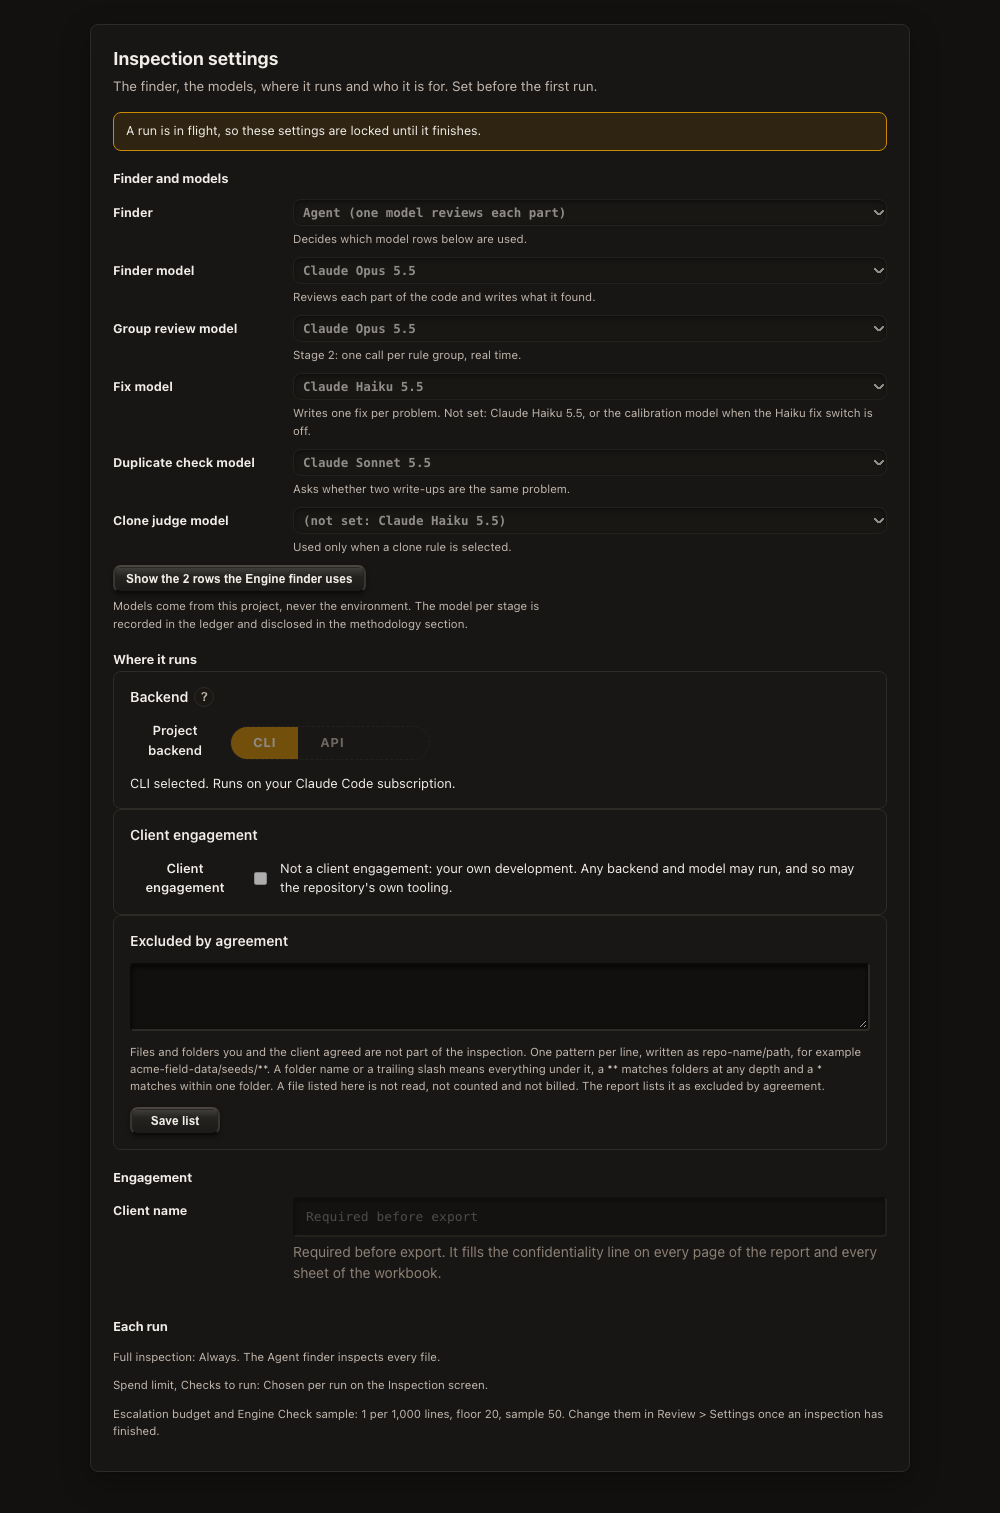 Inspection settings
The finder, the models, where it runs and who it is for. Set before the first run.
A run is in flight, so these settings are locked until it finishes.
Finder and models
Finder
Agent (one model reviews each part)
Decides which model rows below are used.
Finder model
Claude Opus 5.5
Reviews each part of the code and writes what it found.
Group review model
Claude Opus 5.5
Stage 2: one call per rule group, real time.
Fix model
Claude Haiku 5.5
Writes one fix per problem. Not set: Claude Haiku 5.5, or the calibration model when the Haiku fix switch is
off.
Duplicate check model
Claude Sonnet 5.5
Asks whether two write-ups are the same problem.
Clone judge model
(not set: Claude Haiku 5.5)
Used only when a clone rule is selected.
Show the 2 rows the Engine finder uses
Models come from this project, never the environment. The model per stage is
recorded in the ledger and disclosed in the methodology section.
Where it runs
Backend ?
Project
backend
CLI API
CLI selected. Runs on your Claude Code subscription.
Client engagement
Client
engagement
Not a client engagement: your own development. Any backend and model may run, and so may
the repository's own tooling.
Excluded by agreement
Files and folders you and the client agreed are not part of the inspection. One pattern per line, written as repo-name/path, for example
acme-field-data/seeds/**. A folder name or a trailing slash means everything under it, a ** matches folders at any depth and a *
matches within one folder. A file listed here is not read, not counted and not billed. The report lists it as excluded by agreement.
Save list
Engagement
Client name
Required before export
Required before export. It fills the confidentiality line on every page of the report and every
sheet of the workbook.
Each run
Full inspection: Always. The Agent finder inspects every file.
Spend limit, Checks to run: Chosen per run on the Inspection screen.
Escalation budget and Engine Check sample: 1 per 1,000 lines, floor 20, sample 50. Change them in Review > Settings once an inspection has
finished.